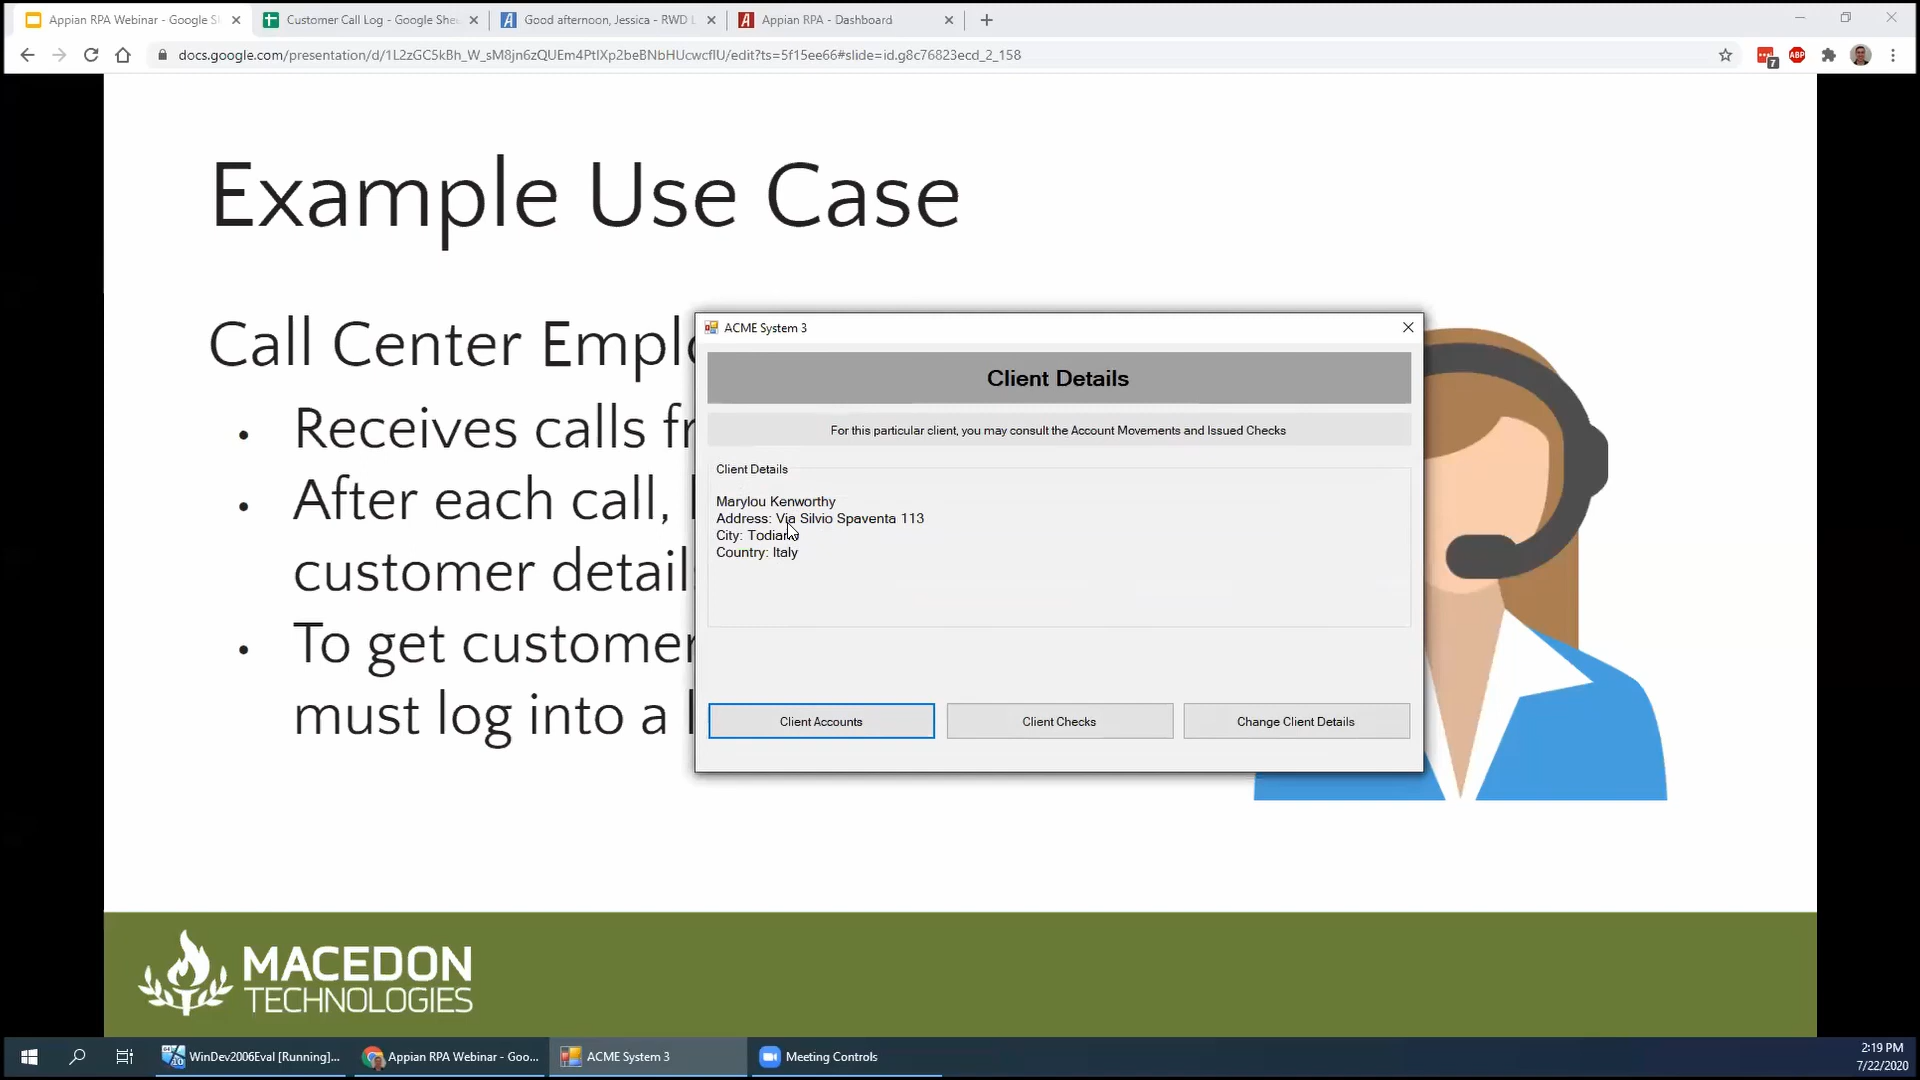 Appian RPA Webinar - Google S
Customer Call Log - Google She
Good afternoon, Jessica - RWD
Appian RPA - Dashboard
docs.google.com/presentation/d/1L2zGC5kBh_W_sM8jn6zQUEm4PtlXp2beBNbHUcwcflU/edit?ts=5f15ee66#slide=id.g8c76823ecd_2_158
7
ABP
Example Use Case
Call Center Empl
• Receives calls fr
• After each call,
customer detail
• To get customer
must log into a
ACME System 3
Client Details
For this particular client, you may consult the Account Movements and Issued Checks
Client Details
Marylou Kenworthy
Address: Via Silvio Spaventa 113
City:
Country: Italy
Client Accounts
Client Checks
Change Client Details
MACEDON
TECHNOLOGIES
WinDev2006Eval [Running]...
Appian RPA Webinar - Goo...
ACME System 3
Meeting Controls
2:19 PM
7/22/2020